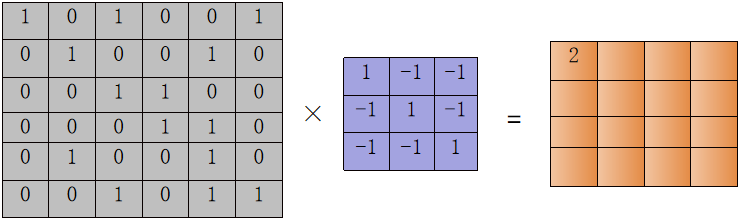 1 0 1 0 0 1
0 1 0 0 1 0
0 0 1 1 0 0
0 0 0 1 1 0
0 1 0 0 1 0
0 0 1 0 1 1
×
1 -1 -1
-1 1 -1
-1 -1 1
=
2